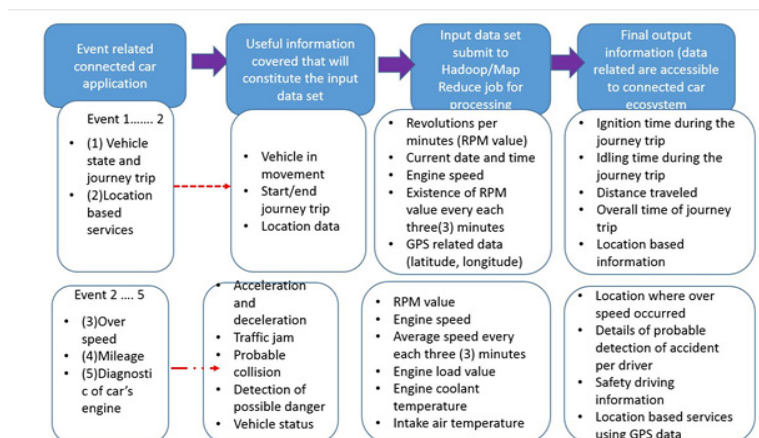 Event related
connected car
application
Useful information
covered that will
constitute the input
data set
Input data set
submit to
Hadoop/Map
Reduce job for
processing
Final output
information (data
related are accessible
to connected car
ecosystem
Event 1....... 2
• (1) Vehicle
state and
journey trip
• (2)Location
based
services
• Vehicle in
movement
• Start/end
journey trip
• Location data
• Revolutions per
minutes (RPM value)
• Current date and time
• Engine speed
• Existence of RPM
value every each
three(3) minutes
• GPS related data
(latitude, longitude)
• Ignition time during the
journey trip
• Idling time during the
journey trip
• Distance traveled
• Overall time of journey
trip
• Location based
information
Event 2 .... 5
• (3)Over
speed
• (4)Mileage
• (5)Diagnosti
c of car's
engine
• Acceleration
and
deceleration
• Traffic jam
• Probable
collision
• Detection of
possible danger
• Vehicle status
• RPM value
• Engine speed
• Average speed every
each three (3) minutes
• Engine load value
• Engine coolant
temperature
• Intake air temperature
• Location where over
speed occurred
• Details of probable
detection of accident
per driver
• Safety driving
information
• Location based services
using GPS data